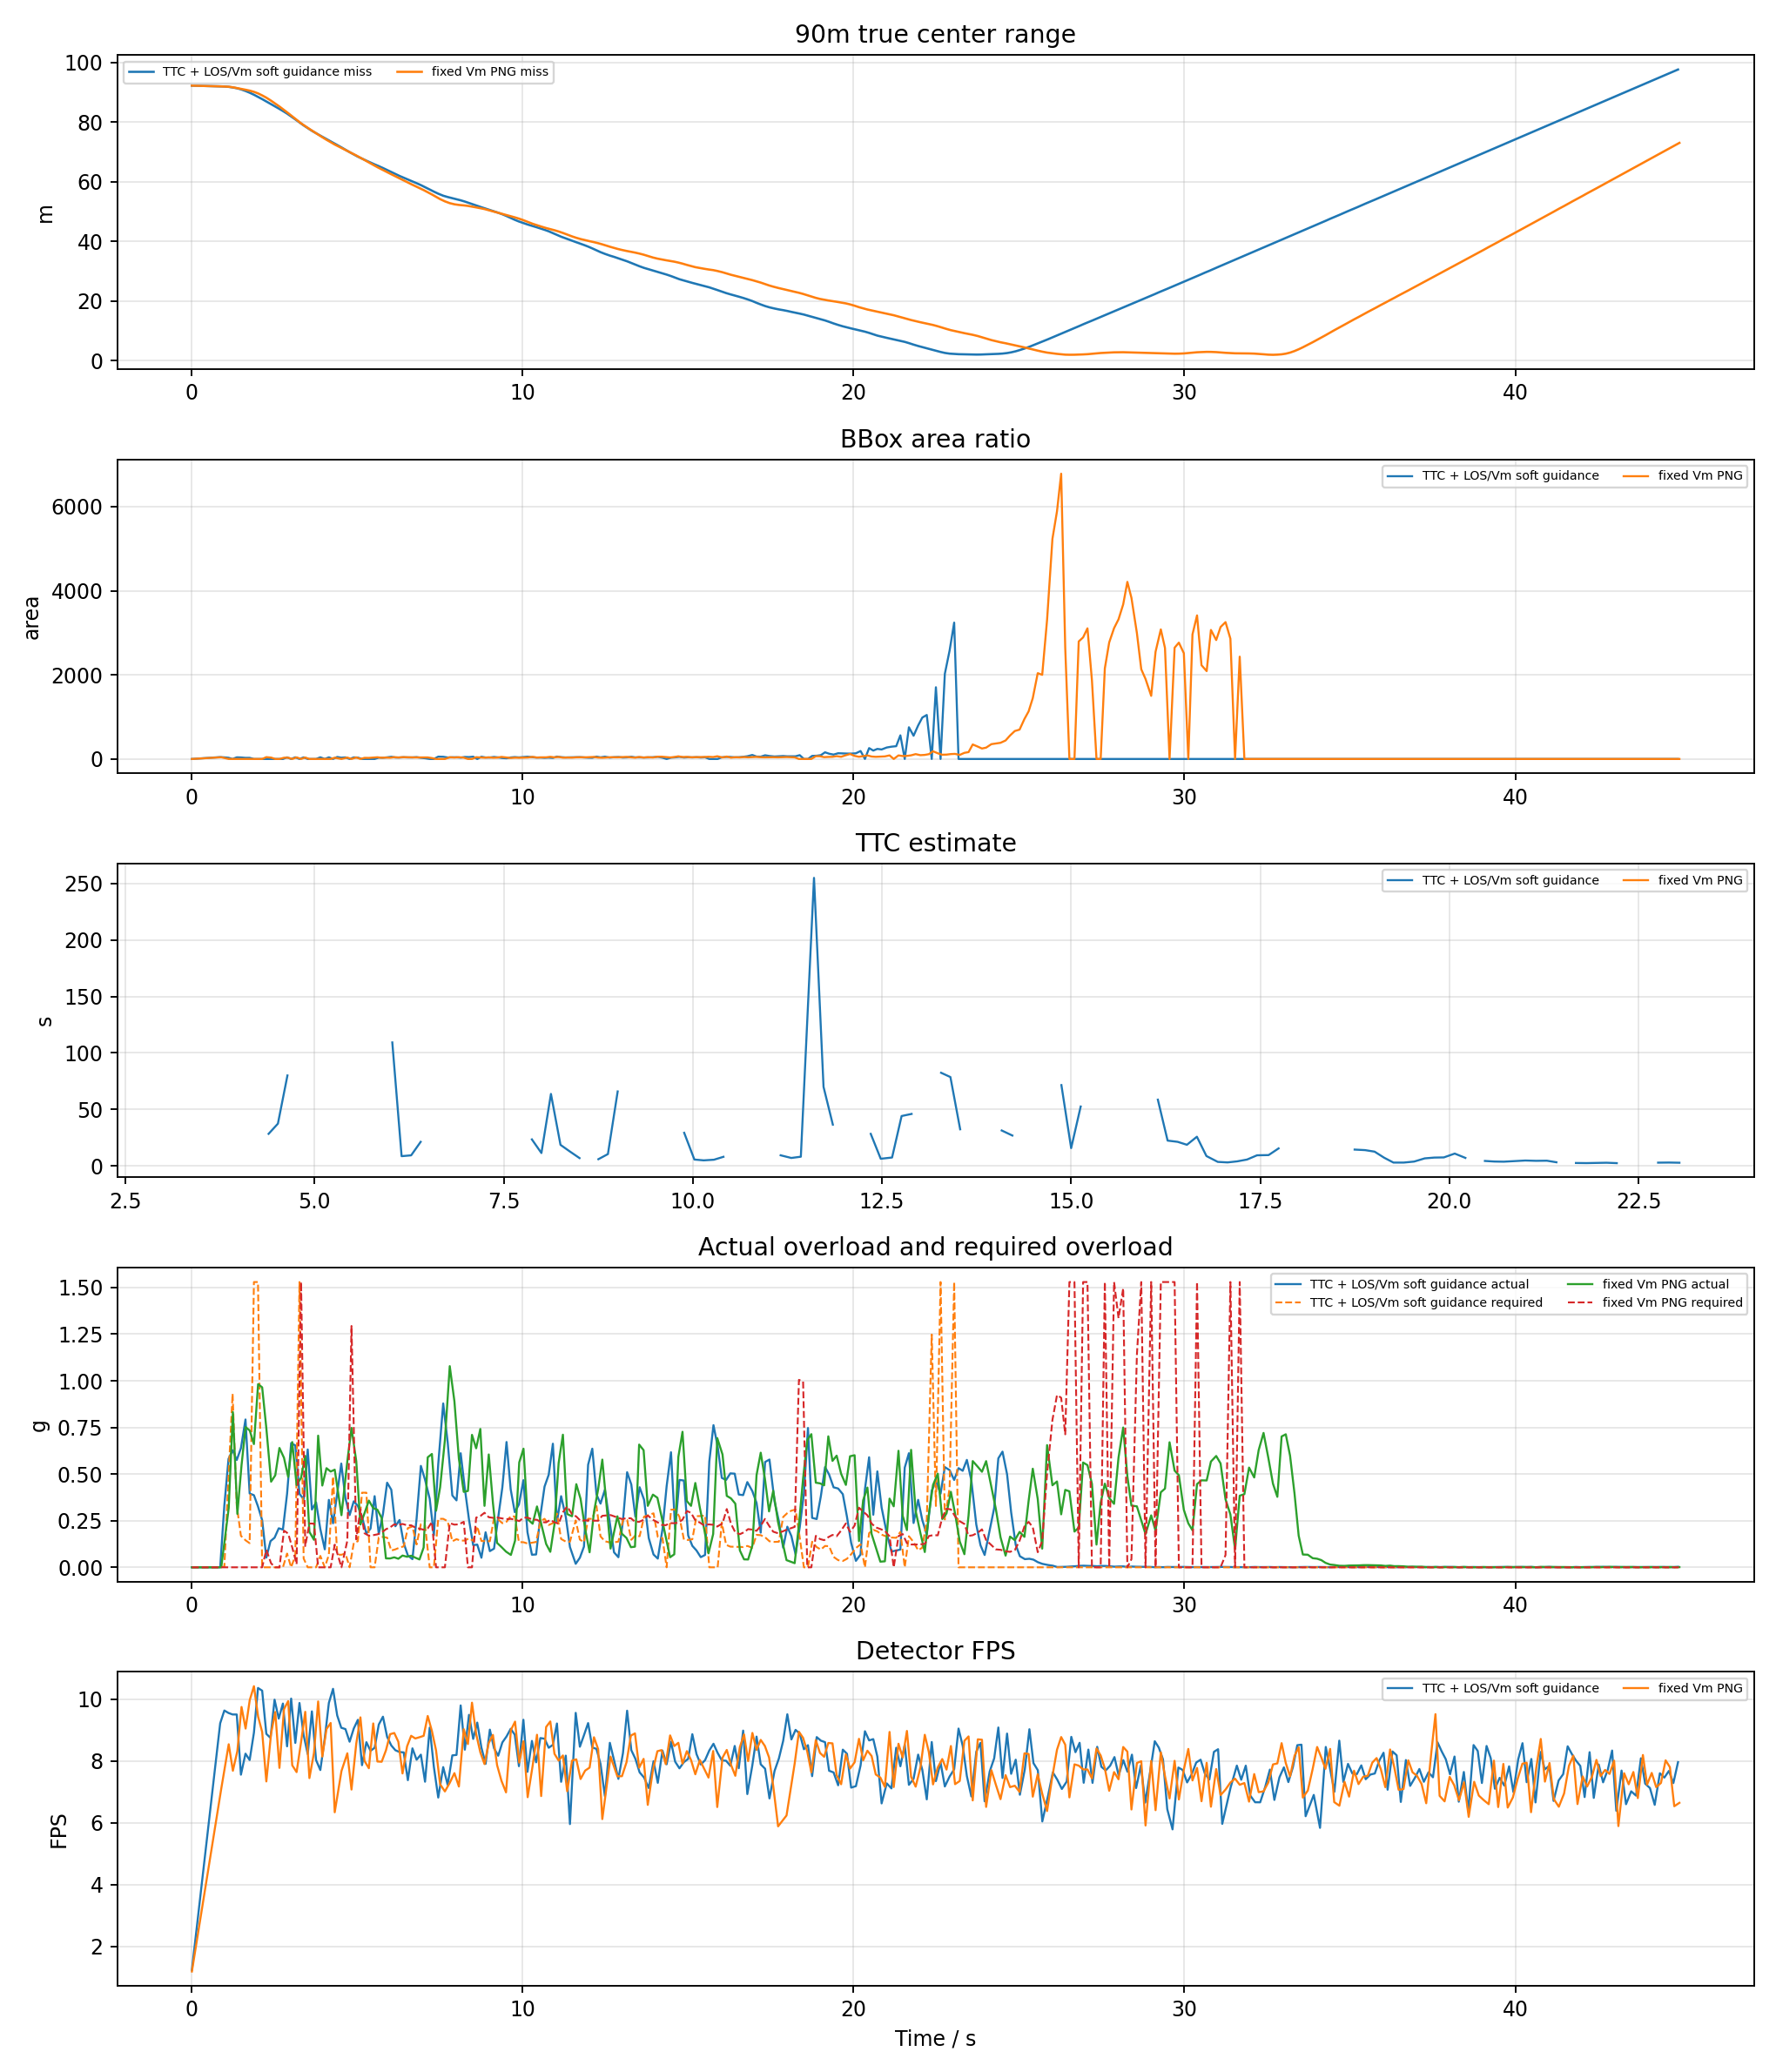 90m true center range
TTC + LOS/Vm soft guidance miss
fixed Vm PNG miss
100
80
60
40
20
0
m
0
10
20
30
40
BBox area ratio
TTC + LOS/Vm soft guidance
fixed Vm PNG
6000
4000
2000
0
area
0
10
20
30
40
TTC estimate
TTC + LOS/Vm soft guidance
fixed Vm PNG
250
200
150
100
50
0
s
2.5
5.0
7.5
10.0
12.5
15.0
17.5
20.0
22.5
Actual overload and required overload
TTC + LOS/Vm soft guidance actual
fixed Vm PNG actual
TTC + LOS/Vm soft guidance required
fixed Vm PNG required
1.50
1.25
1.00
0.75
0.50
0.25
0.00
g
0
10
20
30
40
Detector FPS
TTC + LOS/Vm soft guidance
fixed Vm PNG
10
8
6
4
2
FPS
0
10
20
30
40
Time / s